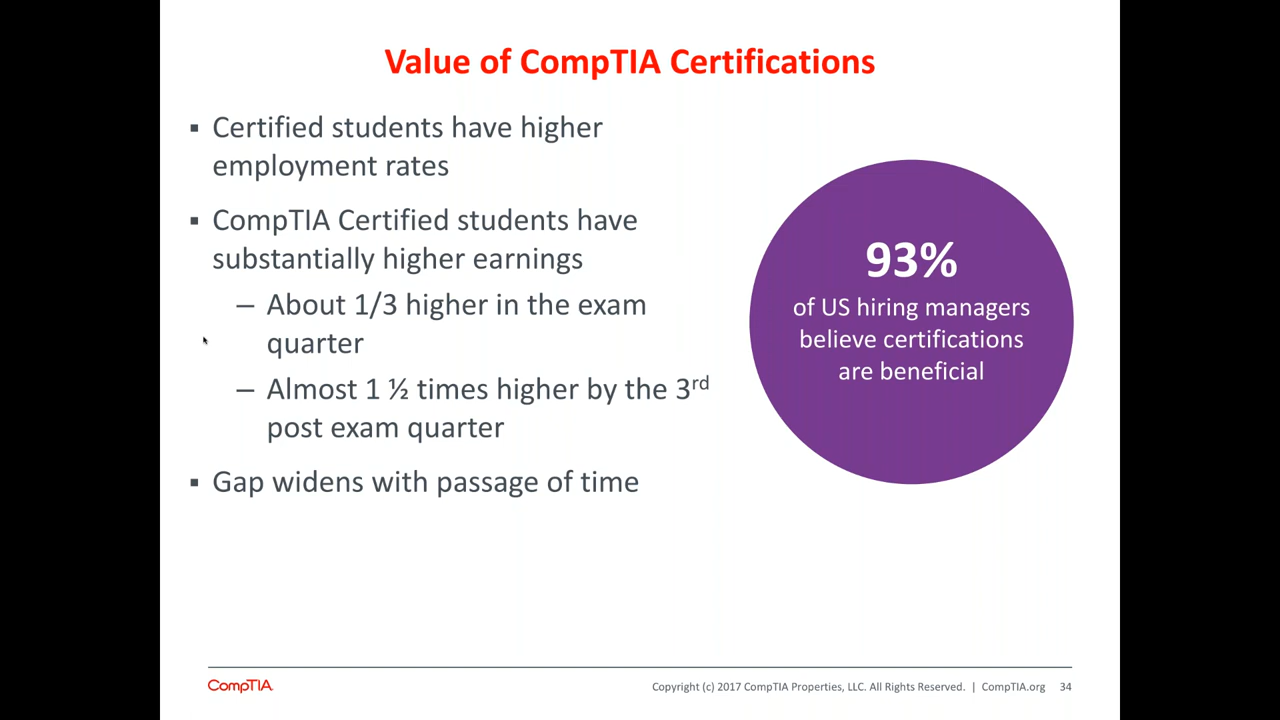 Value of CompTIA Certifications
▪ Certified students have higher
employment rates
▪ CompTIA Certified students have
substantially higher earnings
– About 1/3 higher in the exam
quarter
– Almost 1 ½ times higher by the 3rd
post exam quarter
▪ Gap widens with passage of time
93%
of US hiring managers
believe certifications
are beneficial
CompTIA.
Copyright (c) 2017 CompTIA Properties, LLC. All Rights Reserved. | CompTIA.org 34